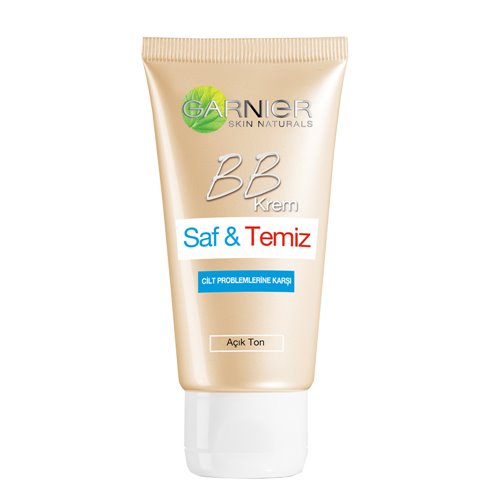 GARNIER
SKIN NATURALS
BB
Krem
Saf & Temiz
CİLT PROBLEMLERİNE KARŞI
Açık Ton